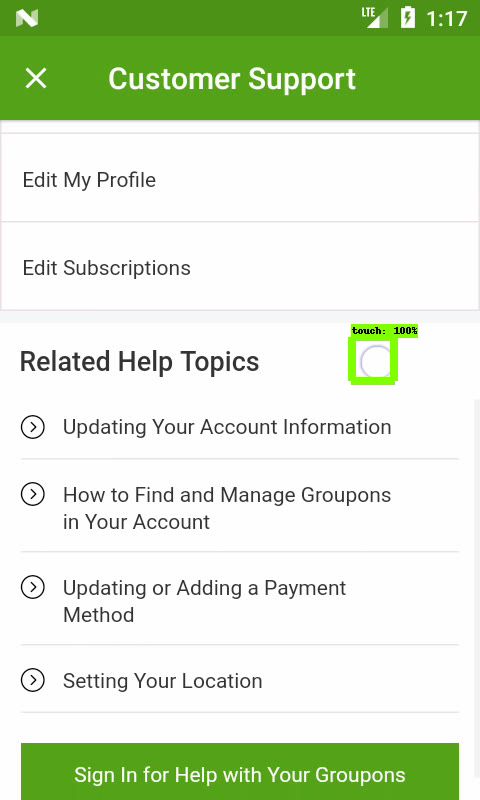 LTE 1:17
Customer Support
Edit My Profile
Edit Subscriptions
touch: 100%
Related Help Topics
Updating Your Account Information
How to Find and Manage Groupons
in Your Account
Updating or Adding a Payment
Method
Setting Your Location
Sign In for Help with Your Groupons